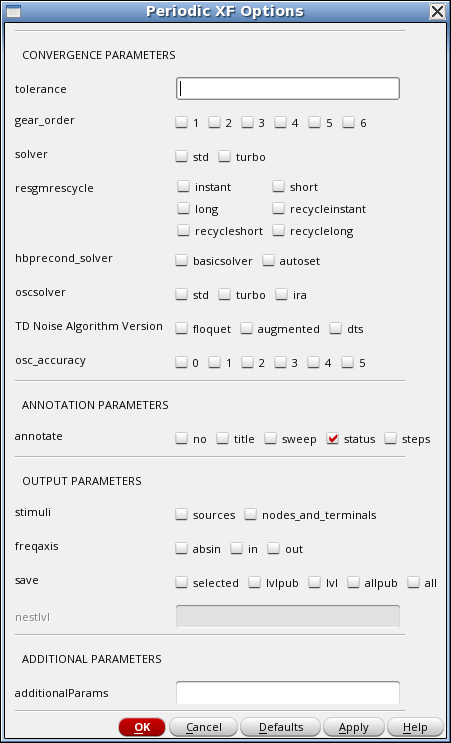 Periodic XF Options
CONVERGENCE PARAMETERS
tolerance
gear_order 1 2 3 4 5 6
solver std turbo
resgmrescycle instant short
long recycleinstant
recycleshort recyclelong
hbprecond_solver basicsolver autoset
oscsolver std turbo ira
TD Noise Algorithm Version floquet augmented dts
osc_accuracy 0 1 2 3 4 5
ANNOTATION PARAMETERS
annotate no title sweep status steps
OUTPUT PARAMETERS
stimuli sources nodes_and_terminals
freqaxis absin in out
save selected lvlpub lvl allpub all
nestlvl
ADDITIONAL PARAMETERS
additionalParams
OK Cancel Defaults Apply Help